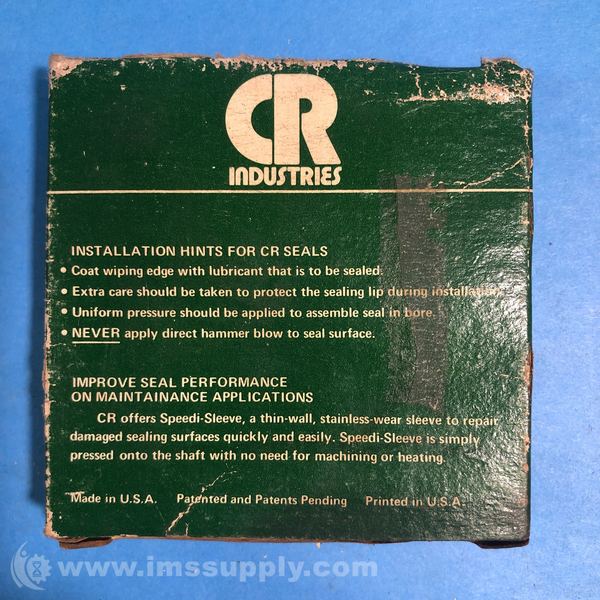 CR
INDUSTRIES
INSTALLATION HINTS FOR CR SEALS
• Coat wiping edge with lubricant that is to be sealed.
• Extra care should be taken to protect the sealing lip during installation.
• Uniform pressure should be applied to assemble seal in bore.
• NEVER apply direct hammer blow to seal surface.
IMPROVE SEAL PERFORMANCE
ON MAINTAINANCE APPLICATIONS
CR offers Speedi-Sleeve, a thin-wall, stainless-wear sleeve to repair
damaged sealing surfaces quickly and easily. Speedi-Sleeve is simply
pressed onto the shaft with no need for machining or heating.
Made in U.S.A. Patented and Patents Pending Printed in U.S.A.
www.imssupply.com